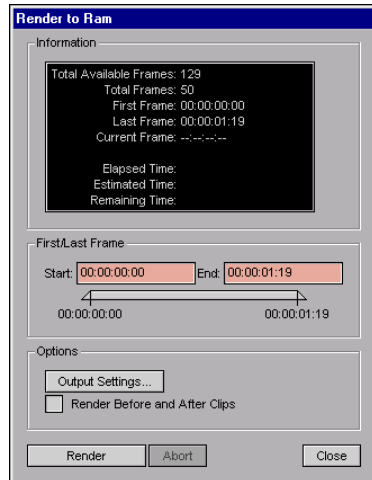 Render to Ram
Information
Total Available Frames: 129
Total Frames: 50
First Frame: 00:00:00:00
Last Frame: 00:00:01:19
Current Frame: --:--:--:--
Elapsed Time:
Estimated Time:
Remaining Time:
First/Last Frame
Start: 00:00:00:00 End: 00:00:01:19
00:00:00:00 00:00:01:19
Options
Output Settings...
Render Before and After Clips
Render Abort Close